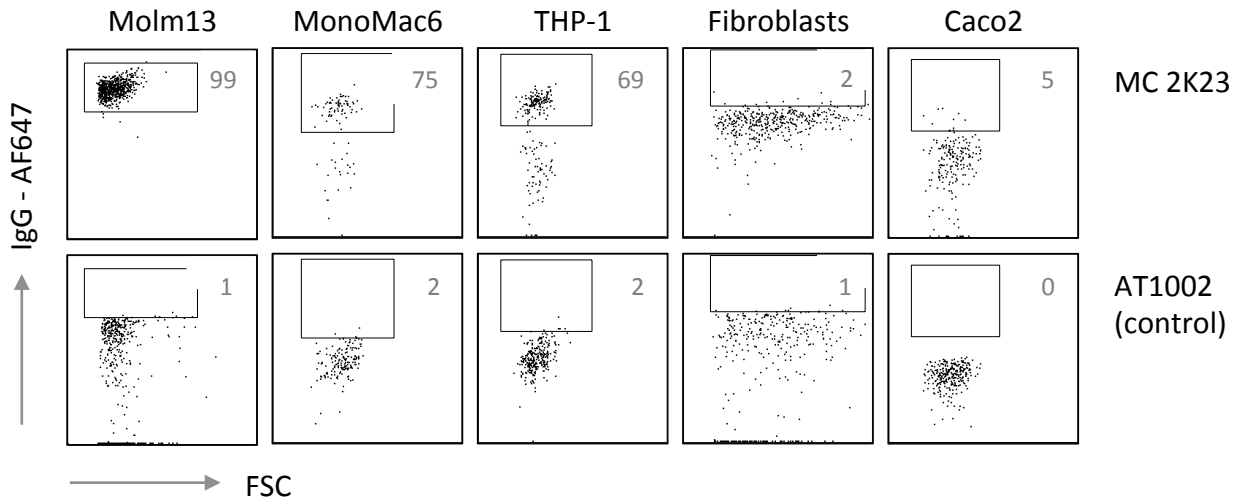 Molm13 MonoMac6 THP-1 Fibroblasts Caco2
99 75 69 2 5 MC 2K23
1 2 2 1 0 AT1002
(control)
IgG - AF647
FSC